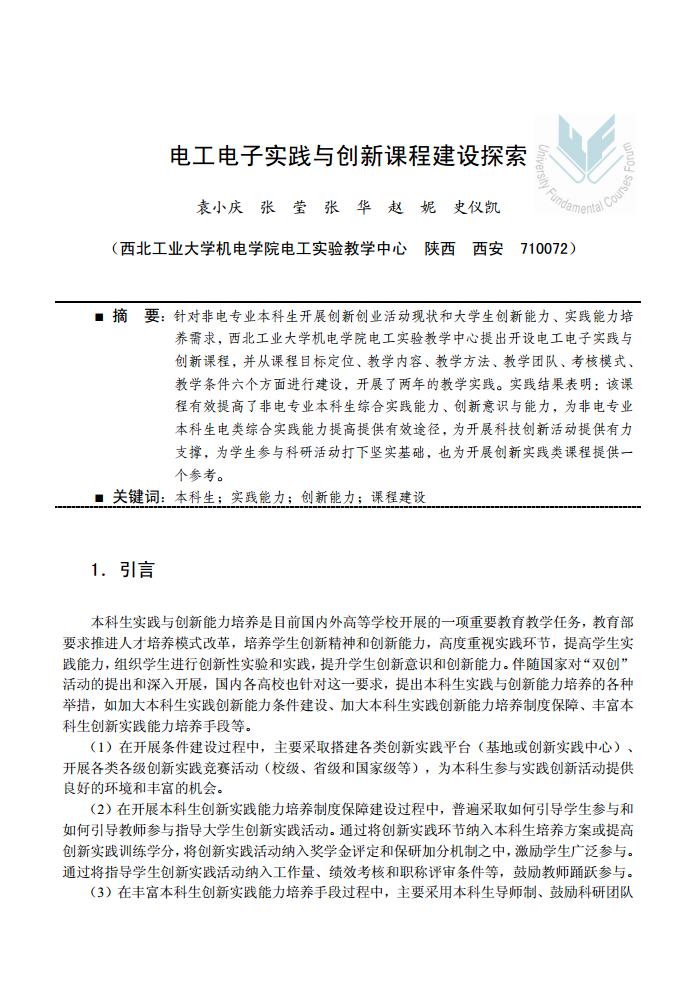 电工电子实践与创新课程建设探索
University Fundamental Courses Forum
袁小庆 张 莹 张 华 赵 妮 史仪凯
（西北工业大学机电学院电工实验教学中心 陕西 西安 710072）
■ 摘 要：针对非电专业本科生开展创新创业活动现状和大学生创新能力、实践能力培
养需求，西北工业大学机电学院电工实验教学中心提出开设电工电子实践与
创新课程，并从课程目标定位、教学内容、教学方法、教学团队、考核模式、
教学条件六个方面进行建设，开展了两年的教学实践。实践结果表明：该课
程有效提高了非电专业本科生综合实践能力、创新意识与能力，为非电专业
本科生电类综合实践能力提高提供有效途径，为开展科技创新活动提供有力
支撑，为学生参与科研活动打下坚实基础，也为开展创新实践类课程提供一
个参考。
■ 关键词：本科生；实践能力；创新能力；课程建设
1．引言
本科生实践与创新能力培养是目前国内外高等学校开展的一项重要教育教学任务，教育部
要求推进人才培养模式改革，培养学生创新精神和创新能力，高度重视实践环节，提高学生实
践能力，组织学生进行创新性实验和实践，提升学生创新意识和创新能力。伴随国家对“双创”
活动的提出和深入开展，国内各高校也针对这一要求，提出本科生实践与创新能力培养的各种
举措，如加大本科生实践创新能力条件建设、加大本科生实践创新能力培养制度保障、丰富本
科生创新实践能力培养手段等。
（1）在开展条件建设过程中，主要采取搭建各类创新实践平台（基地或创新实践中心）、
开展各类各级创新实践竞赛活动（校级、省级和国家级等），为本科生参与实践创新活动提供
良好的环境和丰富的机会。
（2）在开展本科生创新实践能力培养制度保障建设过程中，普遍采取如何引导学生参与和
如何引导教师参与指导大学生创新实践活动。通过将创新实践环节纳入本科生培养方案或提高
创新实践训练学分，将创新实践活动纳入奖学金评定和保研加分机制之中，激励学生广泛参与。
通过将指导学生创新实践活动纳入工作量、绩效考核和职称评审条件等，鼓励教师踊跃参与。
（3）在丰富本科生创新实践能力培养手段过程中，主要采用本科生导师制、鼓励科研团队